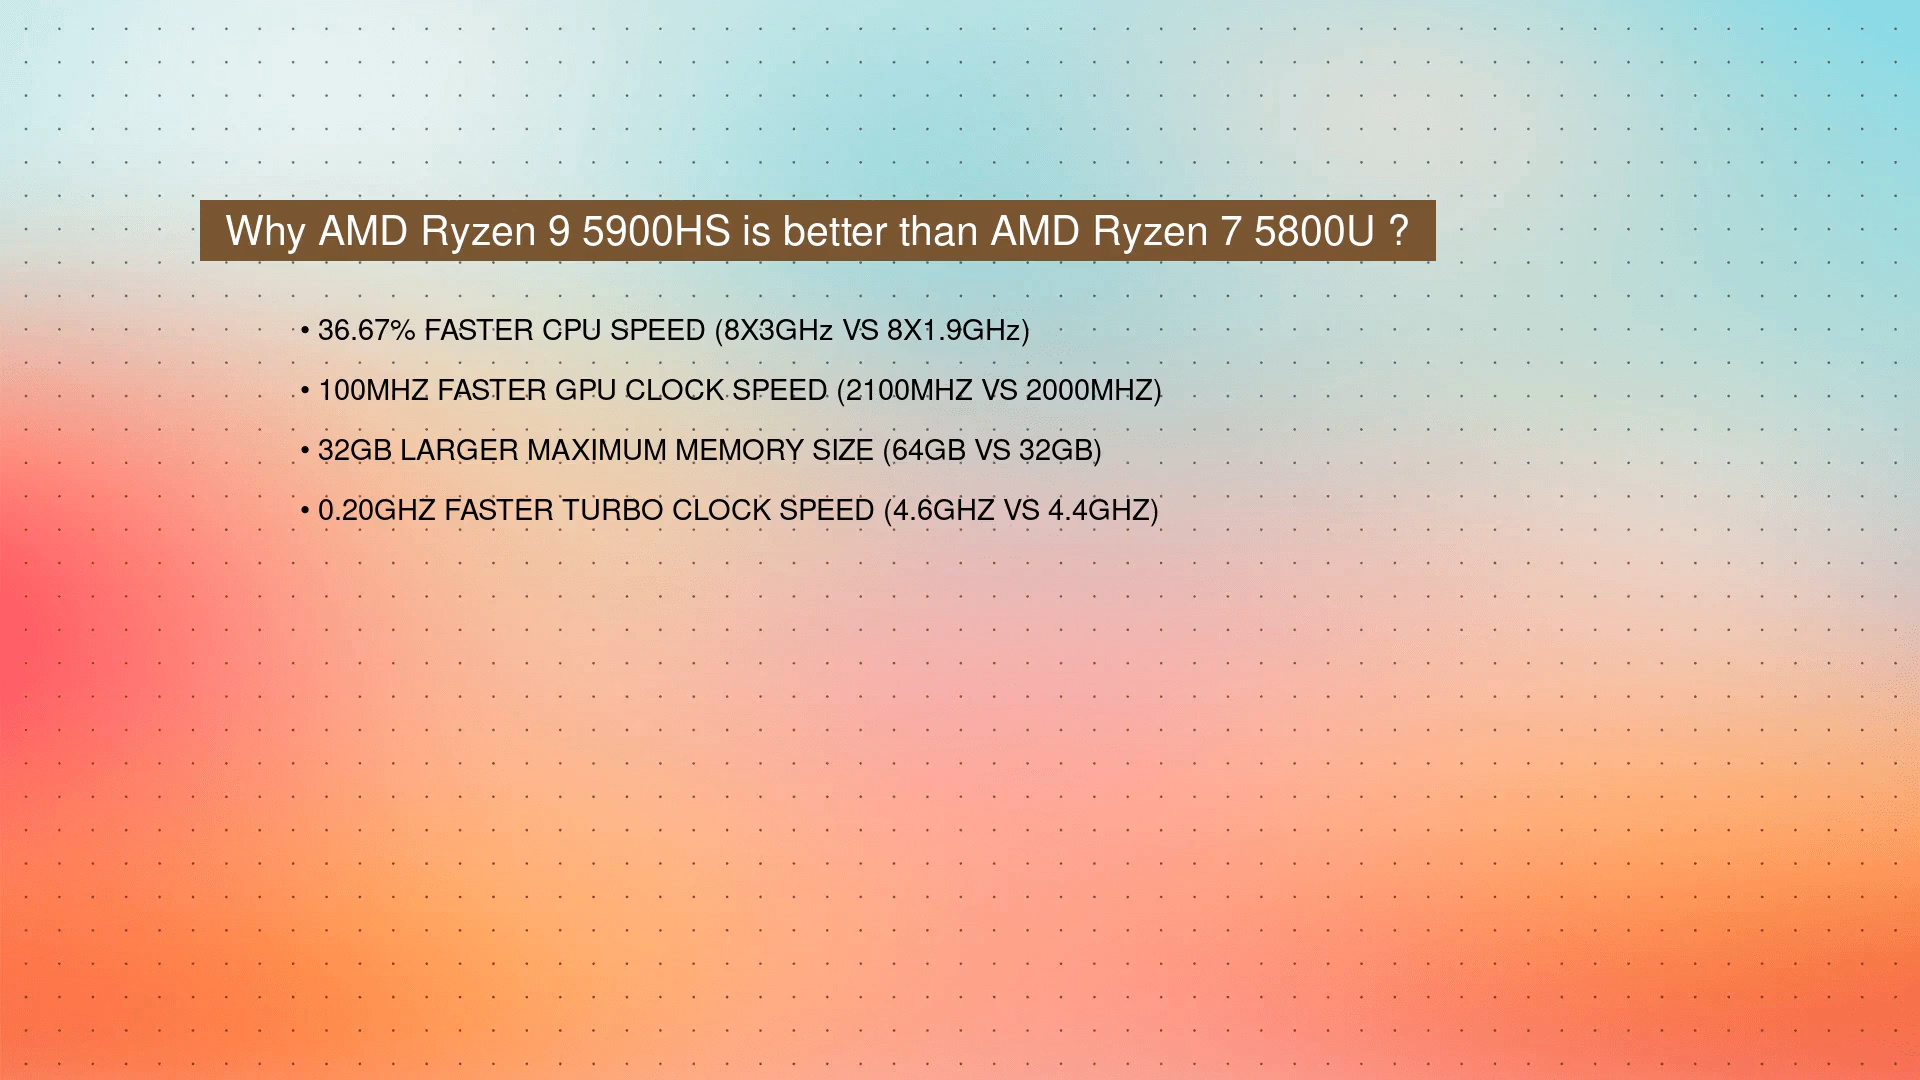 Why AMD Ryzen 9 5900HS is better than AMD Ryzen 7 5800U ?
• 36.67% FASTER CPU SPEED (8X3GHz VS 8X1.9GHz)
• 100MHZ FASTER GPU CLOCK SPEED (2100MHZ VS 2000MHZ)
• 32GB LARGER MAXIMUM MEMORY SIZE (64GB VS 32GB)
• 0.20GHZ FASTER TURBO CLOCK SPEED (4.6GHZ VS 4.4GHZ)